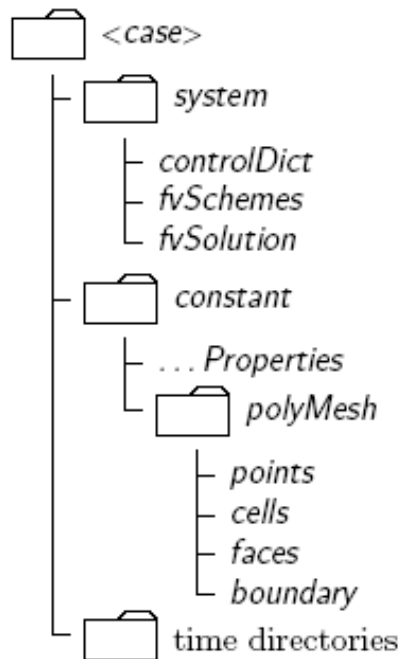 <case>
system
controlDict
fvSchemes
fvSolution
constant
... Properties
polyMesh
points
cells
faces
boundary
time directories